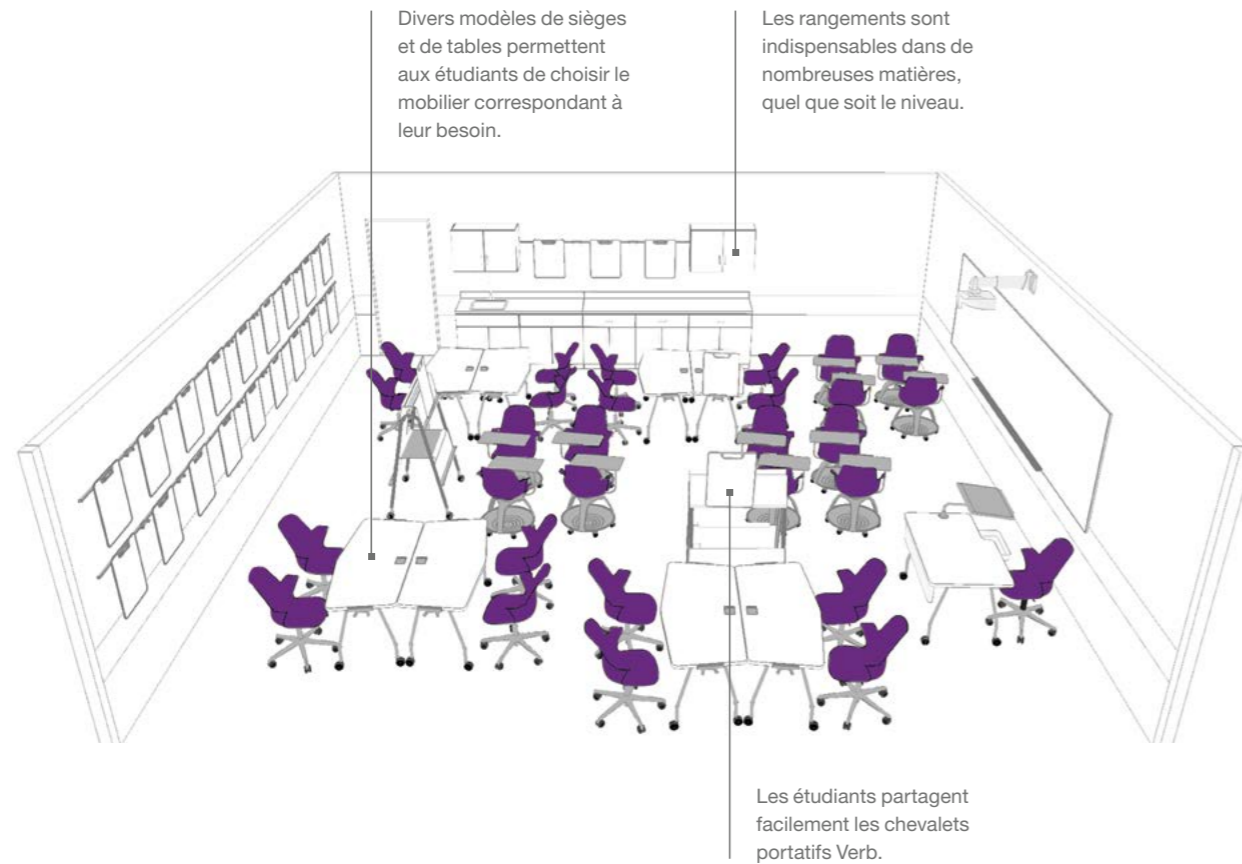 Divers modèles de sièges
et de tables permettent
aux étudiants de choisir le
mobilier correspondant à
leur besoin.
Les rangements sont
indispensables dans de
nombreuses matières,
quel que soit le niveau.
Les étudiants partagent
facilement les chevalets
portatifs Verb.